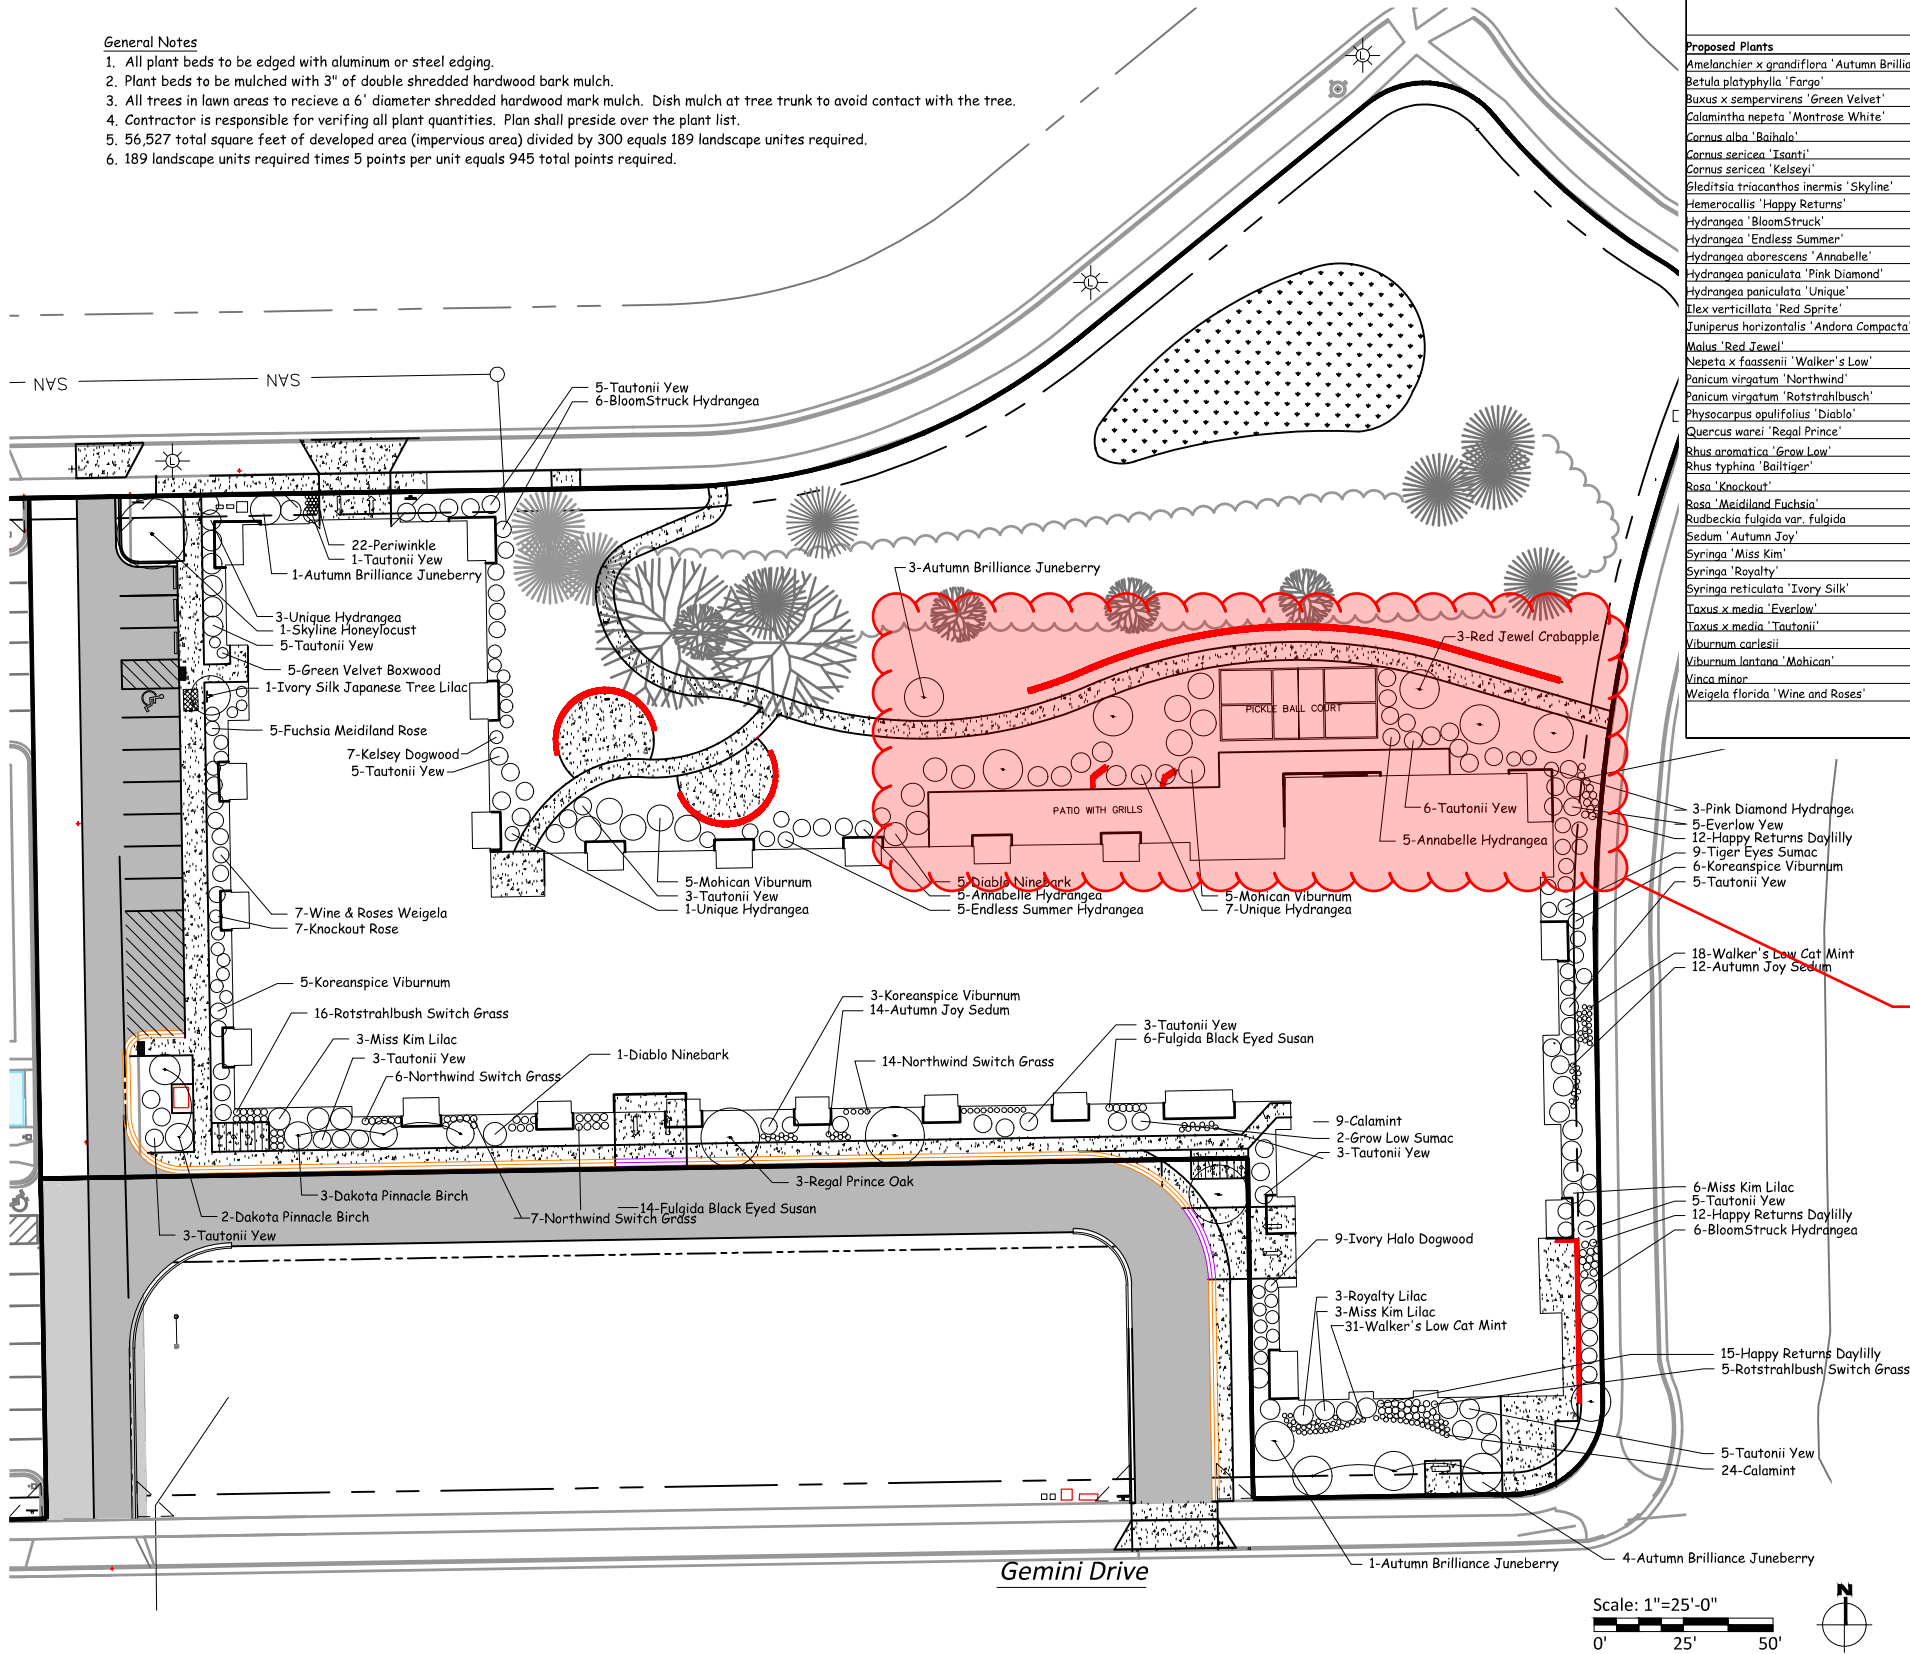 General Notes
1. All plant beds to be edged with aluminum or steel edging.
2. Plant beds to be mulched with 3" of double shredded hardwood bark mulch.
3. All trees in lawn areas to recieve a 6' diameter shredded hardwood mark mulch. Dish mulch at tree trunk to avoid contact with the tree.
4. Contractor is responsible for verifing all plant quantities. Plan shall preside over the plant list.
5. 56,527 total square feet of developed area (impervious area) divided by 300 equals 189 landscape unites required.
6. 189 landscape units required times 5 points per unit equals 945 total points required.
Proposed Plants
Amelanchier x grandiflora 'Autumn Brillia
Betula platyphylla 'Fargo'
Buxus x sempervirens 'Green Velvet'
Calamintha nepeta 'Montrose White'
Cornus alba 'Baihalo'
Cornus sericea 'Isanti'
Cornus sericea 'Kelseyi'
Gleditsia triacanthos inermis 'Skyline'
Hemerocallis 'Happy Returns'
Hydrangea 'BloomStruck'
Hydrangea 'Endless Summer'
Hydrangea aborescens 'Annabelle'
Hydrangea paniculata 'Pink Diamond'
Hydrangea paniculata 'Unique'
Ilex verticillata 'Red Sprite'
Juniperus horizontalis 'Andora Compacta'
Malus 'Red Jewel'
Nepeta x faassenii 'Walker's Low'
Panicum virgatum 'Northwind'
Panicum virgatum 'Rotstrahlbusch'
Physocarpus opulifolius 'Diablo'
Quercus warei 'Regal Prince'
Rhus aromatica 'Grow Low'
Rhus typhina 'Bailtiger'
Rosa 'Knockout'
Rosa 'Meidiland Fuchsia'
Rudbeckia fulgida var. fulgida
Sedum 'Autumn Joy'
Syringa 'Miss Kim'
Syringa 'Royalty'
Syringa reticulata 'Ivory Silk'
Taxus x media 'Everlow'
Taxus x media 'Tautonii'
Viburnum carlesii
Viburnum lantana 'Mohican'
Vinca minor
Weigela florida 'Wine and Roses'
L
L
SAN
SAN
5-Tautonii Yew
6-BloomStruck Hydrangea
L
22-Periwinkle
1-Tautonii Yew
1-Autumn Brilliance Juneberry
3-Autumn Brilliance Juneberry
3-Unique Hydrangea
1-Skyline Honeylocust
5-Tautonii Yew
3-Red Jewel Crabapple
5-Green Velvet Boxwood
1-Ivory Silk Japanese Tree Lilac
PICKLE BALL COURT
5-Fuchsia Meidiland Rose
7-Kelsey Dogwood
5-Tautonii Yew
PATIO WITH GRILLS
6-Tautonii Yew
5-Annabelle Hydrangea
3-Pink Diamond Hydrangea
5-Everlow Yew
12-Happy Returns Daylilly
9-Tiger Eyes Sumac
6-Koreanspice Viburnum
5-Tautonii Yew
5-Mohican Viburnum
3-Tautonii Yew
1-Unique Hydrangea
5-Diablo Ninebark
5-Annabelle Hydrangea
5-Endless Summer Hydrangea
5-Mohican Viburnum
7-Unique Hydrangea
7-Wine & Roses Weigela
7-Knockout Rose
18-Walker's Low Cat Mint
12-Autumn Joy Sedum
5-Koreanspice Viburnum
16-Rotstrahlbush Switch Grass
3-Koreanspice Viburnum
14-Autumn Joy Sedum
3-Tautonii Yew
6-Fulgida Black Eyed Susan
3-Miss Kim Lilac
3-Tautonii Yew
6-Northwind Switch Grass
1-Diablo Ninebark
14-Northwind Switch Grass
9-Calamint
2-Grow Low Sumac
3-Tautonii Yew
3-Regal Prince Oak
3-Dakota Pinnacle Birch
14-Fulgida Black Eyed Susan
7-Northwind Switch Grass
2-Dakota Pinnacle Birch
3-Tautonii Yew
6-Miss Kim Lilac
5-Tautonii Yew
12-Happy Returns Daylilly
6-BloomStruck Hydrangea
9-Ivory Halo Dogwood
3-Royalty Lilac
3-Miss Kim Lilac
31-Walker's Low Cat Mint
15-Happy Returns Daylilly
5-Rotstrahlbush Switch Grass
5-Tautonii Yew
24-Calamint
1-Autumn Brilliance Juneberry
4-Autumn Brilliance Juneberry
Gemini Drive
Scale: 1"=25'-0"
0' 25' 50'
N